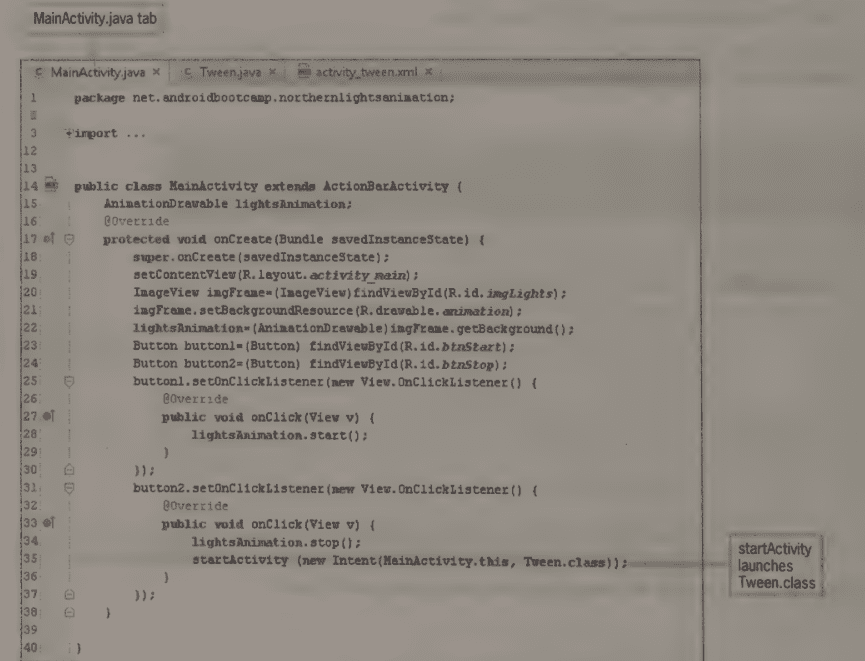 MainActivity.java tab
MainActivity.java × Tween.java × activity_tween.xml ×
1 package net.androidbootcamp.northernlightsanimation;
3 +import ...
12
13
14 public class MainActivity extends ActionBarActivity {
15 AnimationDrawable lightsAnimation;
16 @Override
17 protected void onCreate(Bundle savedInstanceState) {
18 super.onCreate(savedInstanceState);
19 setContentView(R.layout.activity_main);
20 ImageView imgFrame=(ImageView)findViewById(R.id.imgLights);
21 imgFrame.setBackgroundResource(R.drawable.animation);
22 lightsAnimation=(AnimationDrawable)imgFrame.getBackground();
23 Button button1=(Button) findViewById(R.id.btnStart);
24 Button button2=(Button) findViewById(R.id.btnStop);
25 button1.setOnClickListener(new View.OnClickListener() {
26 @Override
27 public void onClick(View v) {
28 lightsAnimation.start();
29 }
30 });
31 button2.setOnClickListener(new View.OnClickListener() {
32 @Override
33 public void onClick(View v) {
34 lightsAnimation.stop();
35 startActivity (new Intent(MainActivity.this, Tween.class));
36 }
37 });
38 }
39
40 }
startActivity
launches
Tween.class